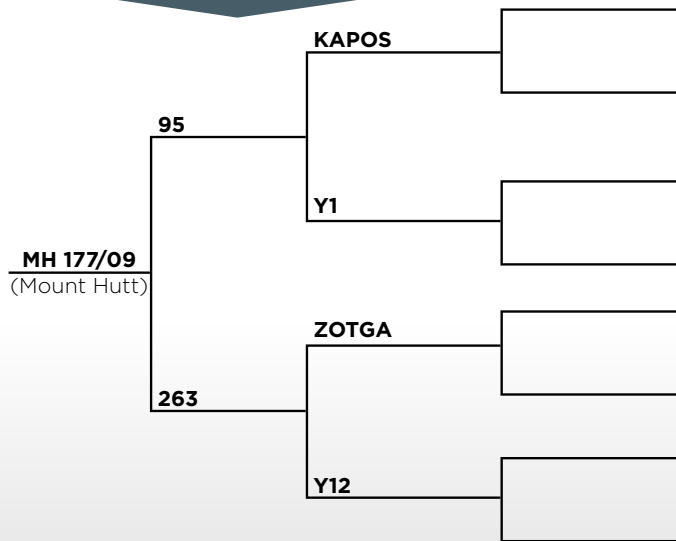 KAPOS
95
Y1
MH 177/09
(Mount Hutt)
ZOTGA
263
Y12